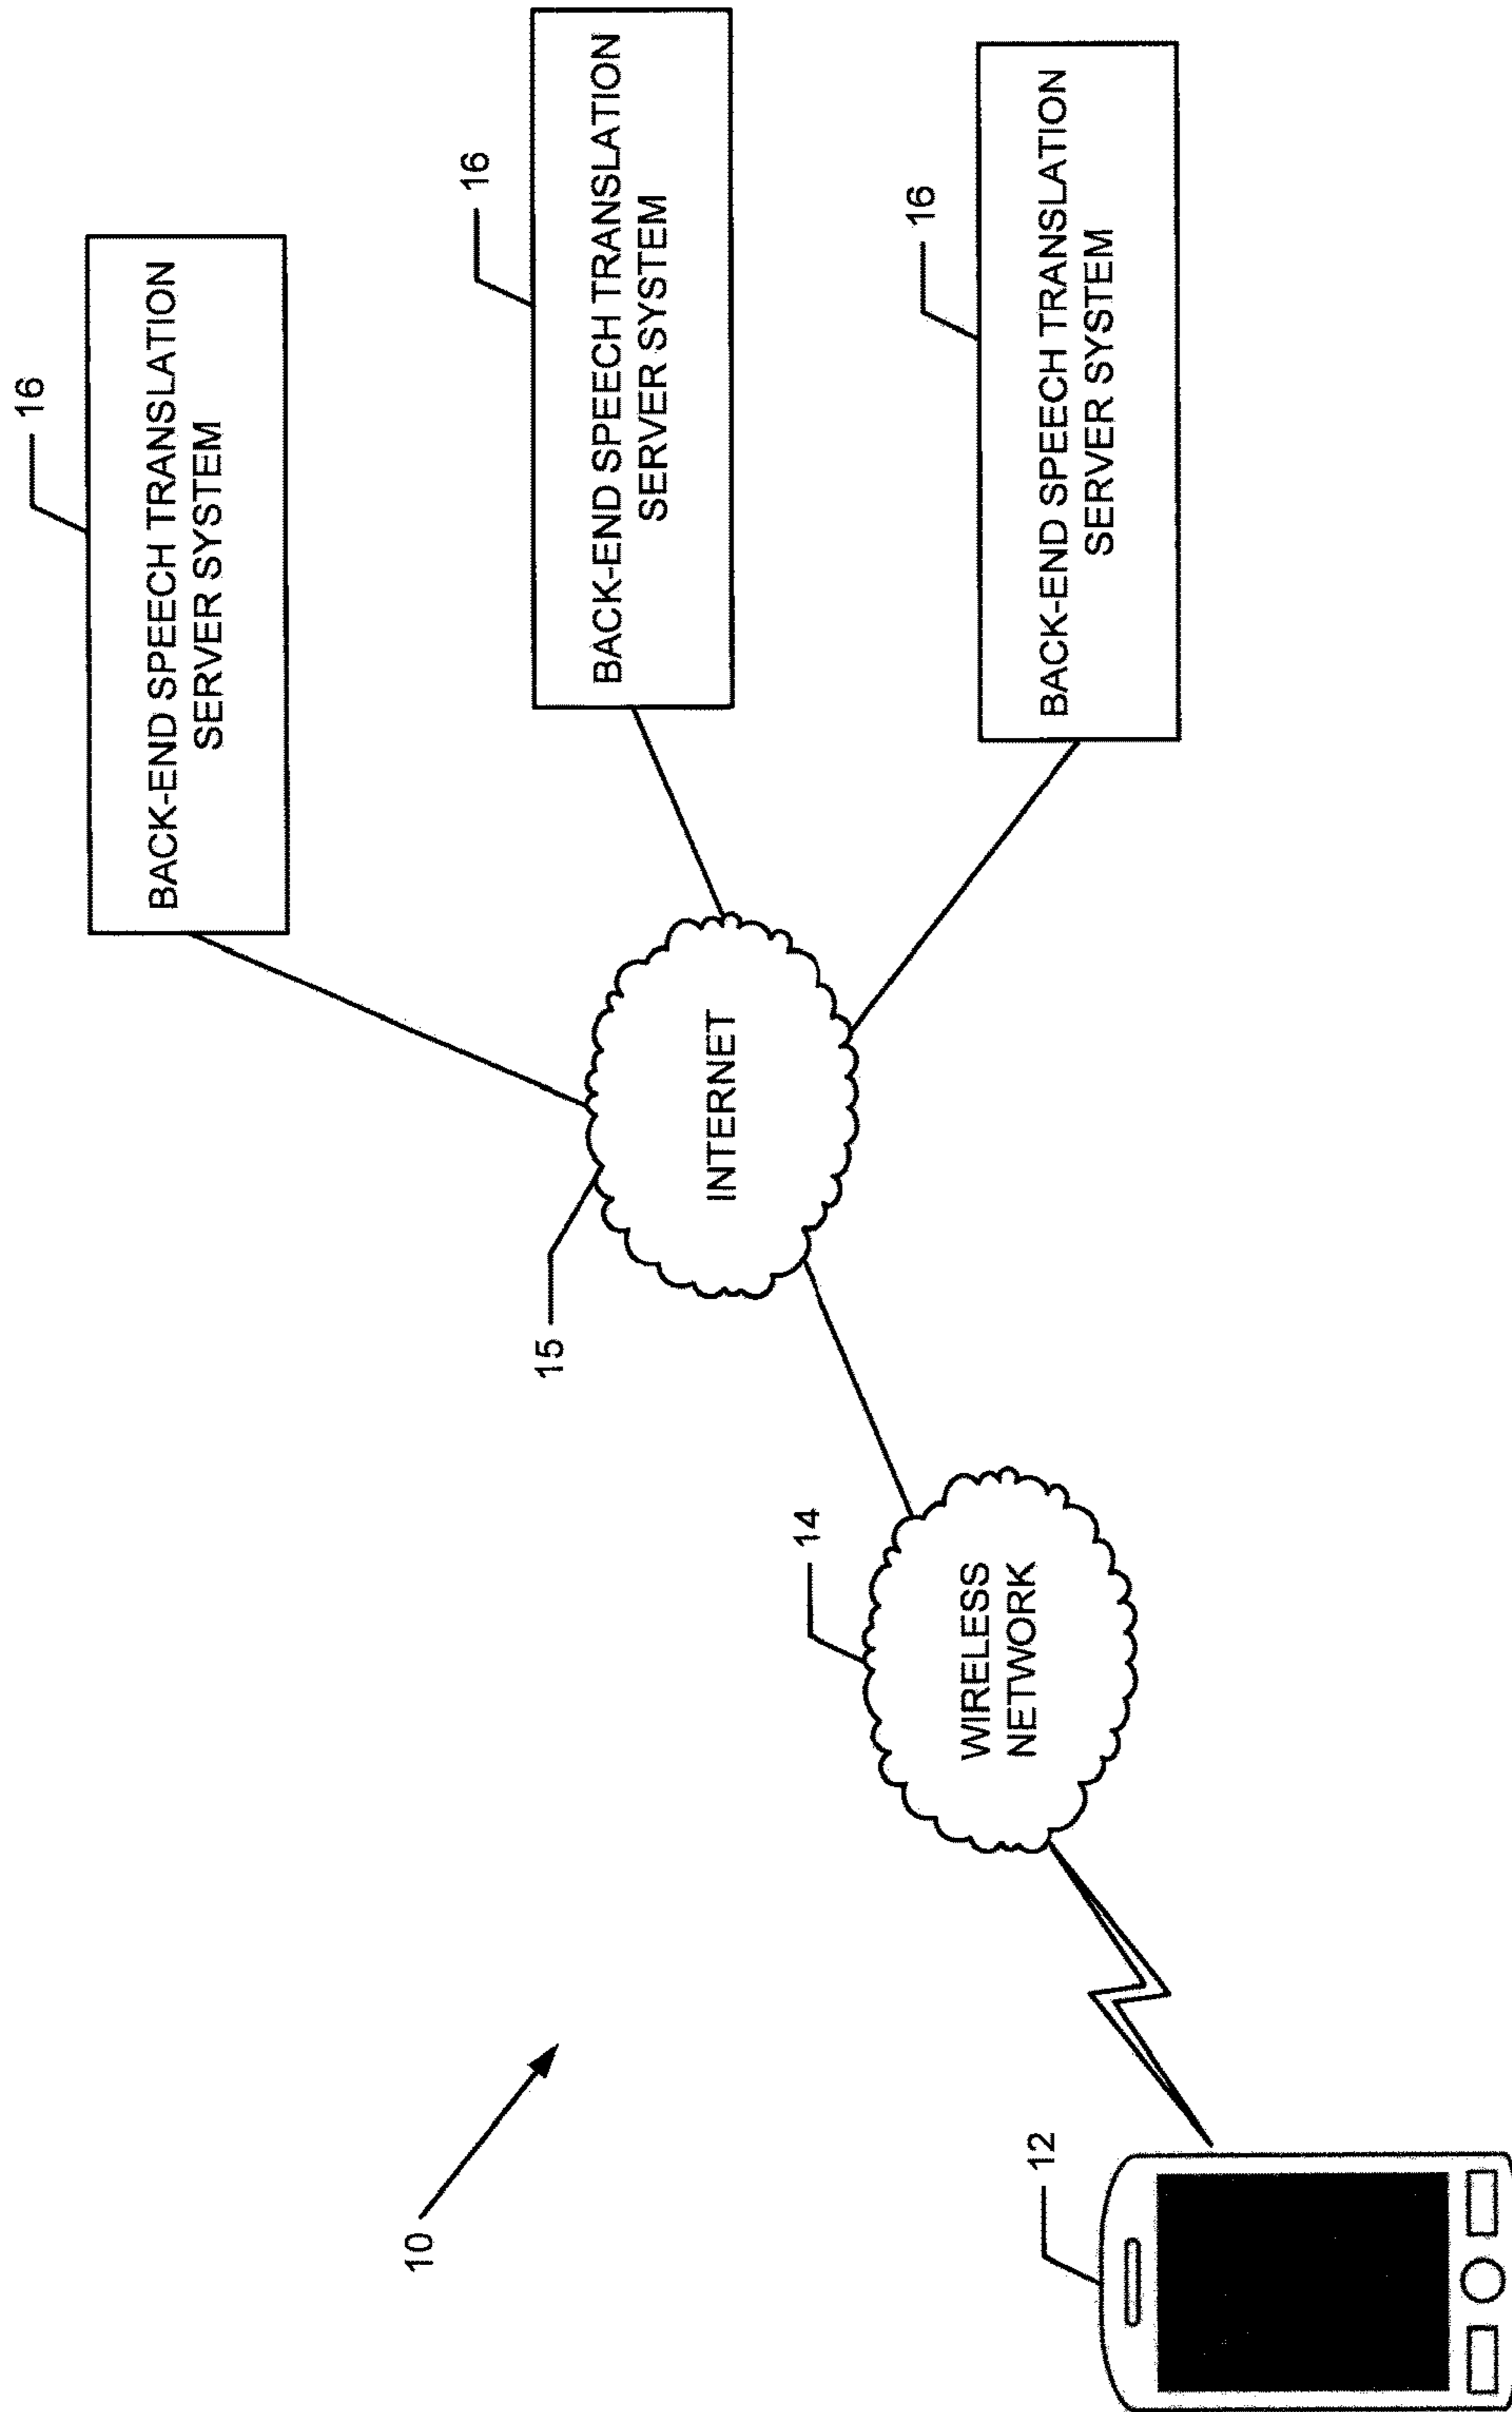 16
BACK-END SPEECH TRANSLATION
SERVER SYSTEM
16
BACK-END SPEECH TRANSLATION
SERVER SYSTEM
16
BACK-END SPEECH TRANSLATION
SERVER SYSTEM
15
INTERNET
14
WIRELESS
NETWORK
10
12